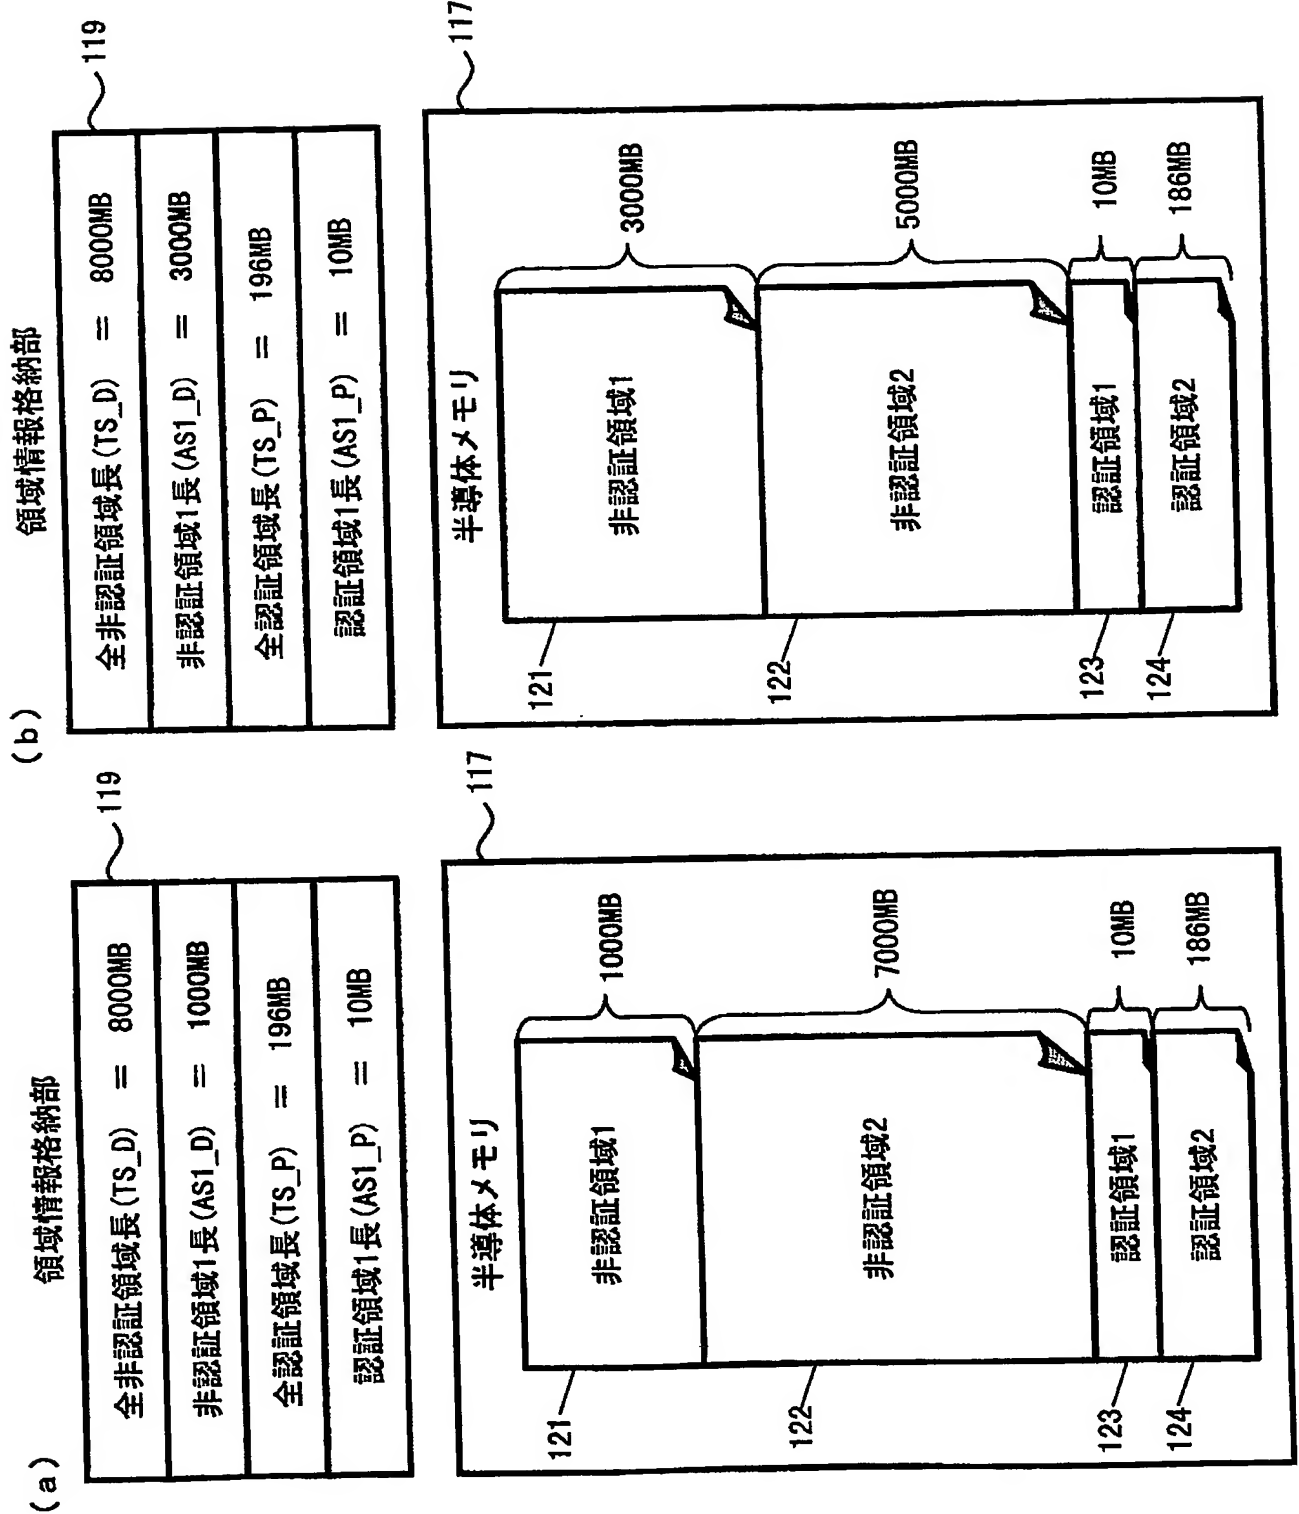 (a)
領域情報格納部
119
全非認証領域長(TS_D) = 8000MB
非認証領域1長(AS1_D) = 1000MB
全認証領域長(TS_P) = 196MB
認証領域1長(AS1_P) = 10MB
半導体メモリ
117
121
非認証領域1
1000MB
122
非認証領域2
7000MB
123
認証領域1
10MB
124
認証領域2
186MB
(b)
領域情報格納部
119
全非認証領域長(TS_D) = 8000MB
非認証領域1長(AS1_D) = 3000MB
全認証領域長(TS_P) = 196MB
認証領域1長(AS1_P) = 10MB
半導体メモリ
117
121
非認証領域1
3000MB
122
非認証領域2
5000MB
123
認証領域1
10MB
124
認証領域2
186MB